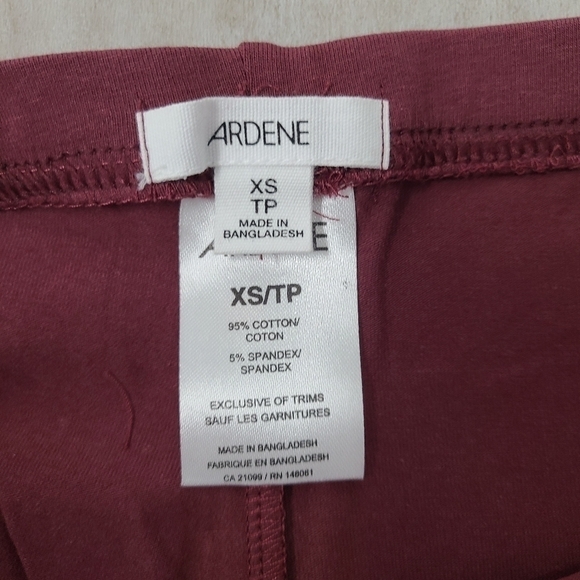 ARDENE
XS
TP
MADE IN
BANGLADESH
XS/TP
95% COTTON/
COTON
5% SPANDEX/
SPANDEX
EXCLUSIVE OF TRIMS
SAUF LES GARNITURES
MADE IN BANGLADESH
FABRIQUE EN BANGLADESH
CA 21099 / RN 148061